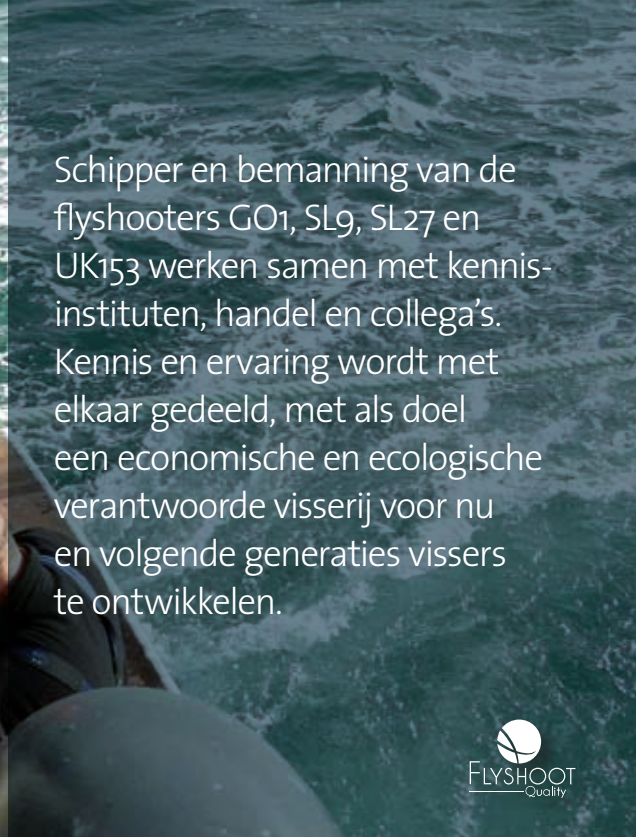 Schipper en bemanning van de
flyshooters GO1, SL9, SL27 en
UK153 werken samen met kennis-
instituten, handel en collega's.
Kennis en ervaring wordt met
elkaar gedeeld, met als doel
een economische en ecologische
verantwoorde visserij voor nu
en volgende generaties vissers
te ontwikkelen.
FLYSHOOT
Quality